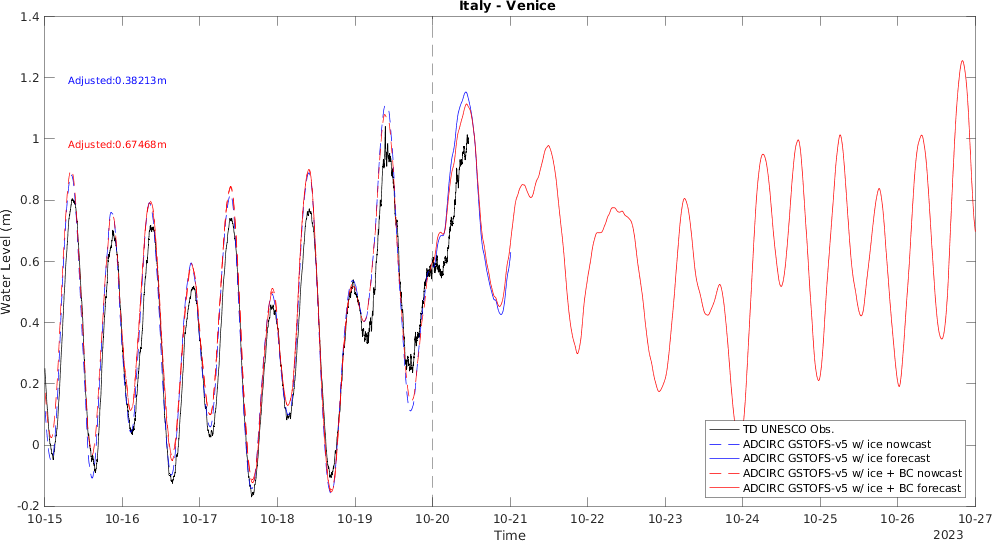 Italy - Venice
1.4
1.2
1
0.8
0.6
0.4
0.2
0
-0.2
Water Level (m)
Adjusted:0.38213m
Adjusted:0.67468m
TD UNESCO Obs.
ADCIRC GSTOFS-v5 w/ ice nowcast
ADCIRC GSTOFS-v5 w/ ice forecast
ADCIRC GSTOFS-v5 w/ ice + BC nowcast
ADCIRC GSTOFS-v5 w/ ice + BC forecast
10-15 10-16 10-17 10-18 10-19 10-20 10-21 10-22 10-23 10-24 10-25 10-26 10-27
Time
2023